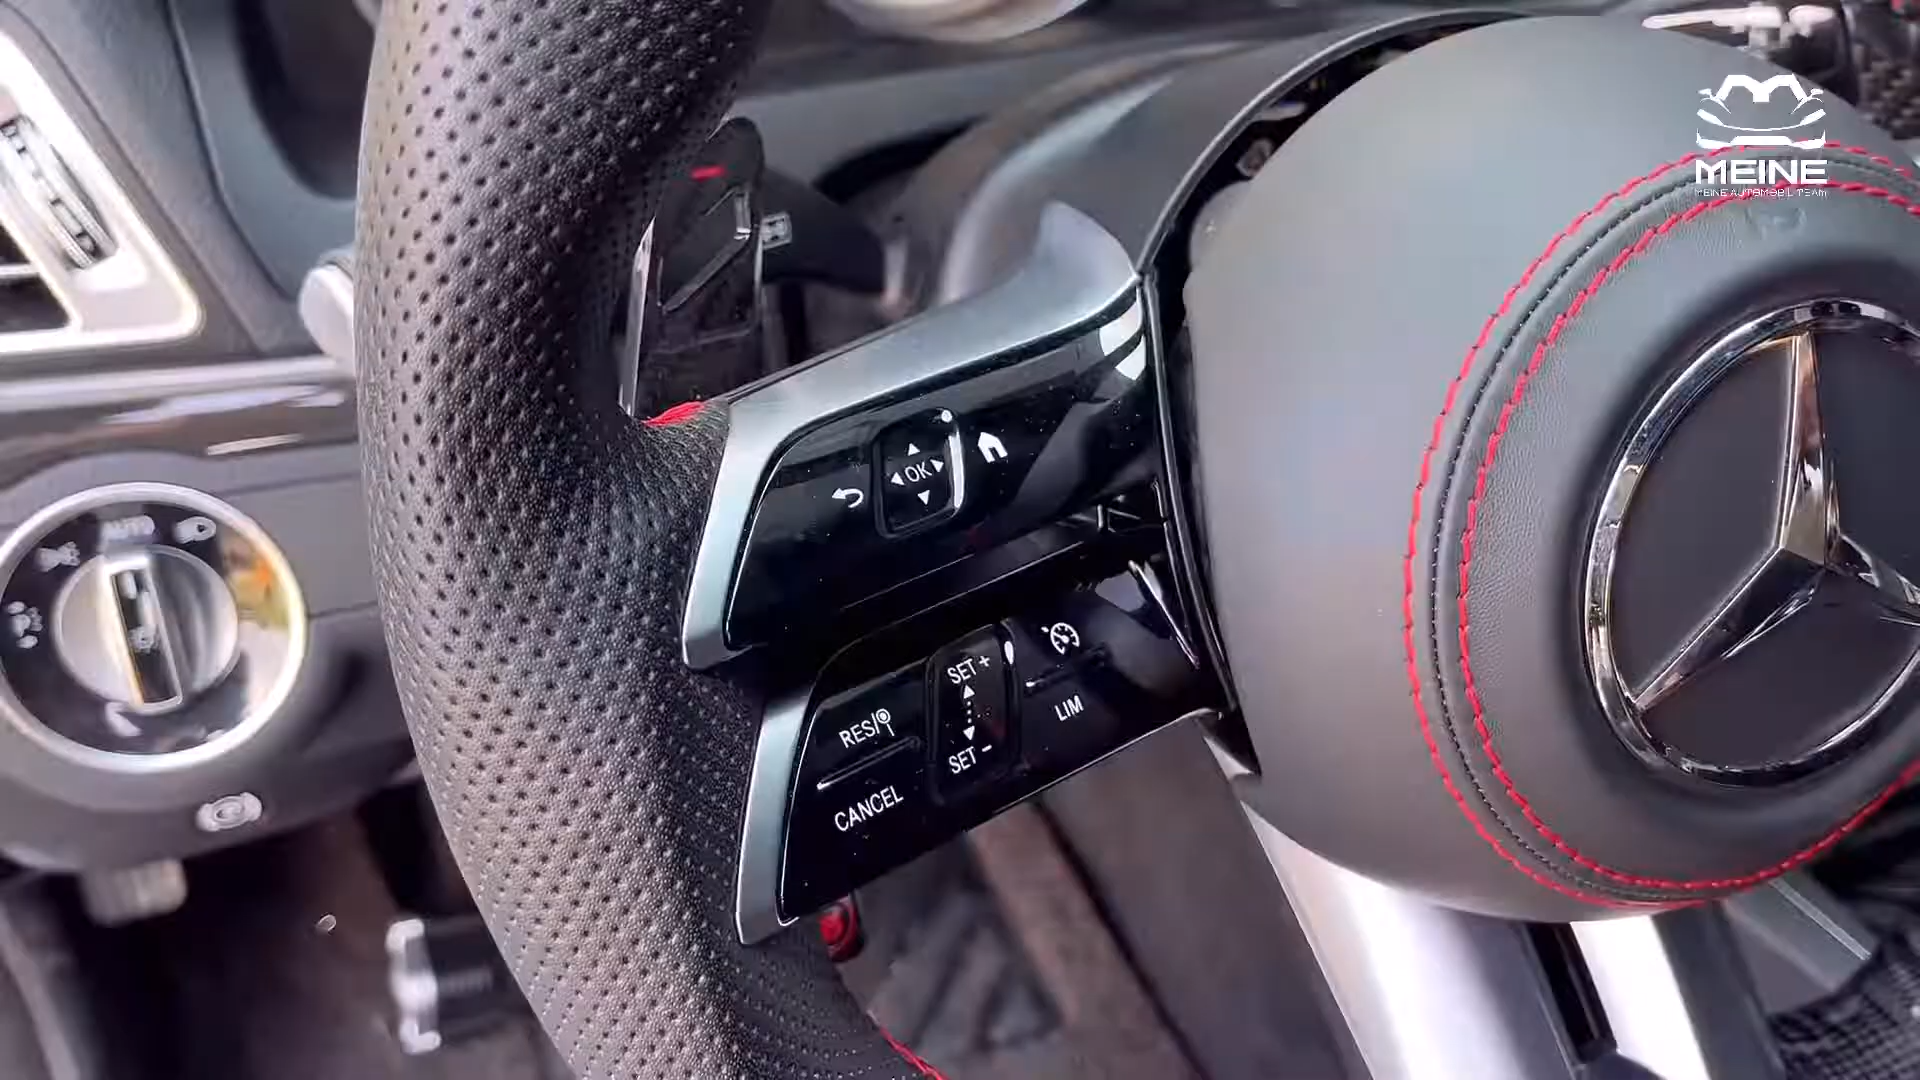 MEINE
MEINE AUTOMOBIL TEAM
AUTO
OK
SET +
RES/
LIM
SET -
CANCEL